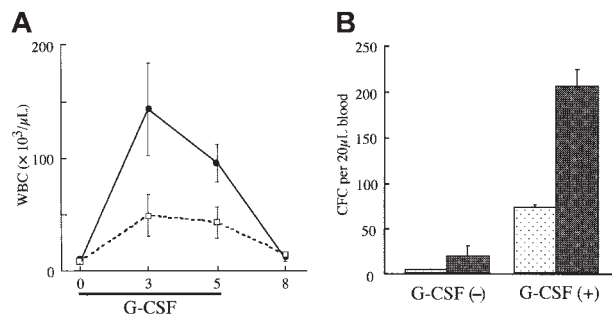 A
200
100
0
WBC (× 10³/μL)
0 3 5 8
G-CSF
B
250
200
150
100
50
0
CFC per 20μL blood
G-CSF (–) G-CSF (+)